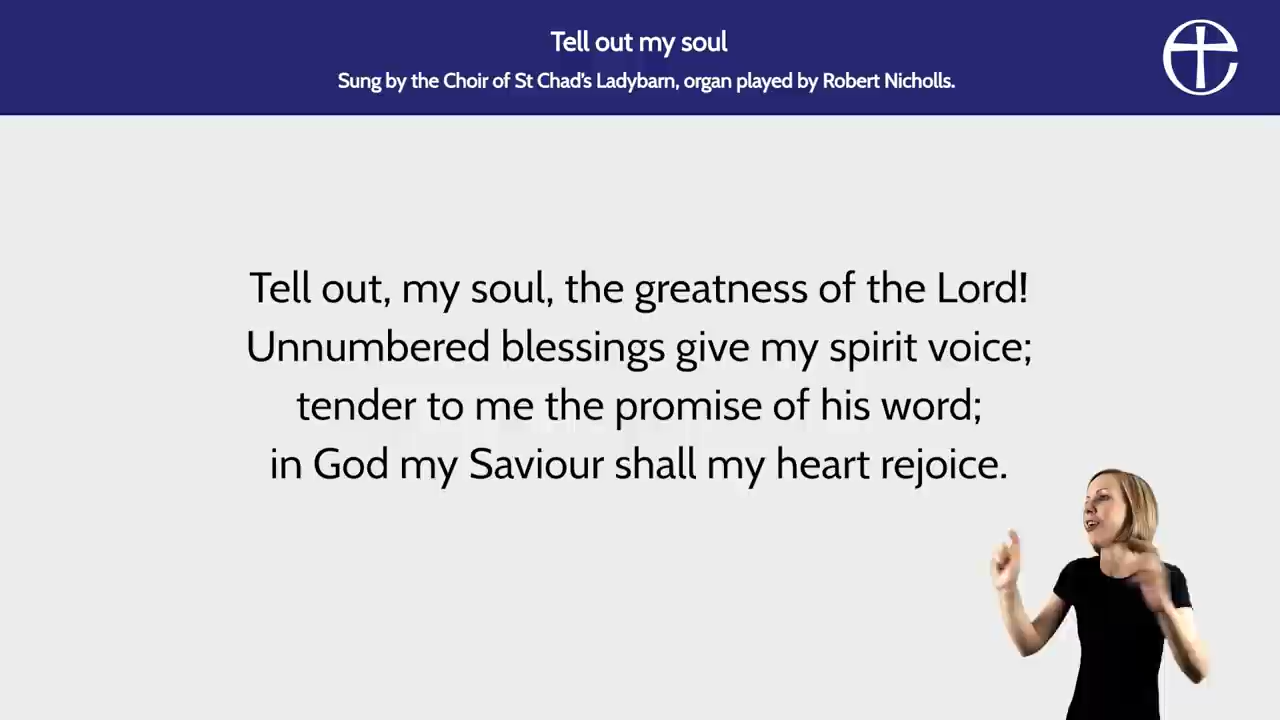 Tell out my soul
Sung by the Choir of St Chad's Ladybarn, organ played by Robert Nicholls.
Tell out, my soul, the greatness of the Lord!
Unnumbered blessings give my spirit voice;
tender to me the promise of his word;
in God my Saviour shall my heart rejoice.